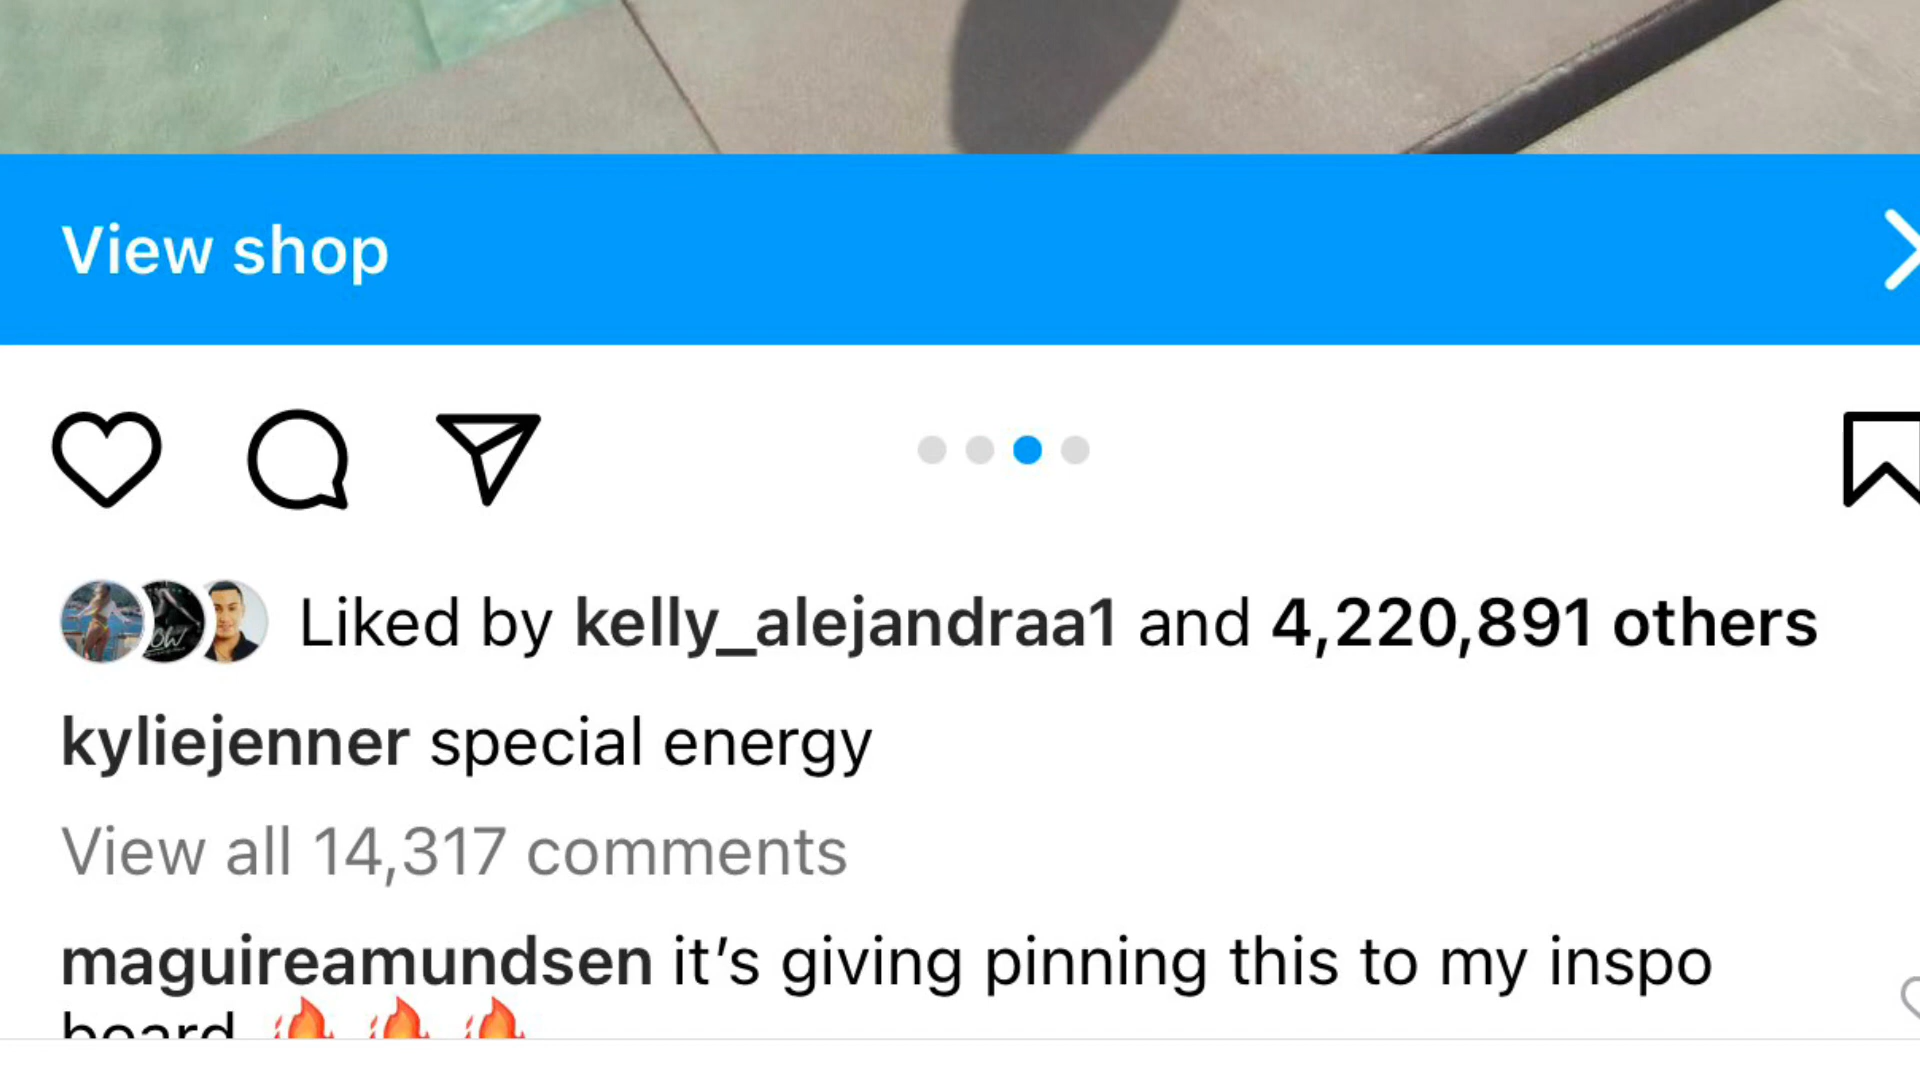 View shop
Liked by kelly_alejandraa1 and 4,220,891 others
kyliejenner special energy
View all 14,317 comments
maguireamundsen it’s giving pinning this to my inspo
board 🔥🔥🔥